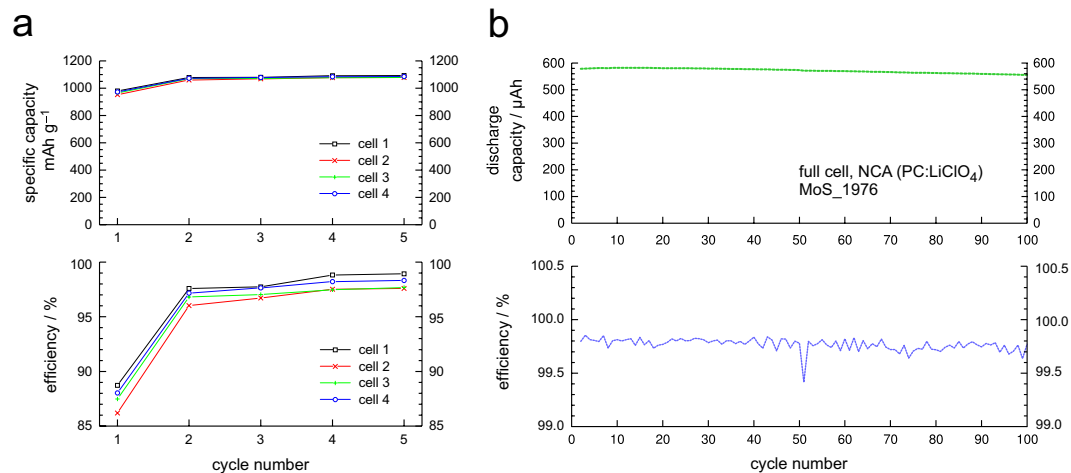 a
1200
1000
800
600
400
200
0
1200
1000
800
600
400
200
0
specific capacity
mAh g⁻¹
cell 1
cell 2
cell 3
cell 4
1 2 3 4 5
100
95
90
85
100
95
90
85
efficiency / %
cell 1
cell 2
cell 3
cell 4
1 2 3 4 5
cycle number
b
600
500
400
300
200
100
0
600
500
400
300
200
100
0
discharge
capacity / µAh
full cell, NCA (PC:LiClO₄)
MoS_1976
0 10 20 30 40 50 60 70 80 90 100
100.5
100.0
99.5
99.0
100.5
100.0
99.5
99.0
efficiency / %
0 10 20 30 40 50 60 70 80 90 100
cycle number